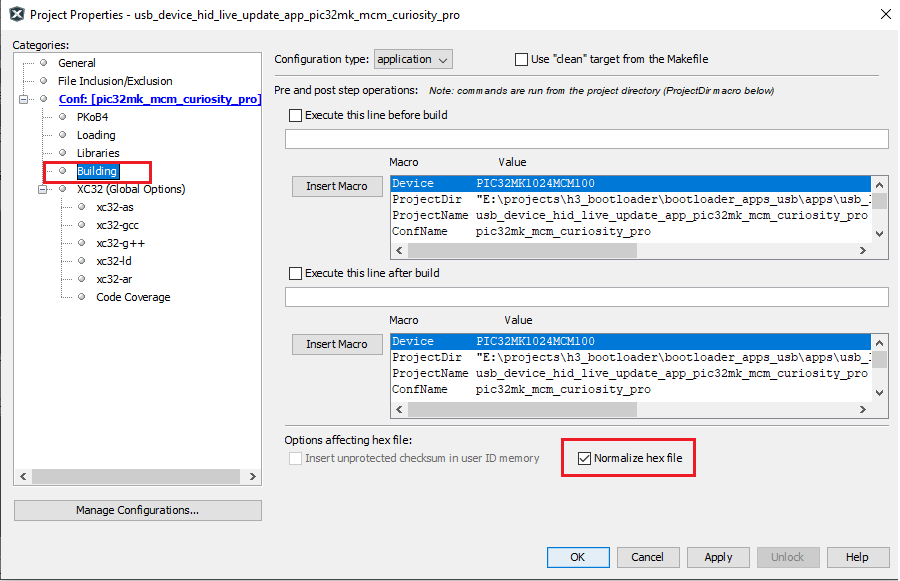 Project Properties - usb_device_hid_live_update_app_pic32mk_mcm_curiosity_pro
Categories:
General
File Inclusion/Exclusion
Conf: [pic32mk_mcm_curiosity_pro]
PKoB4
Loading
Libraries
Building
XC32 (Global Options)
xc32-as
xc32-gcc
xc32-g++
xc32-ld
xc32-ar
Code Coverage
Manage Configurations...
Configuration type: application
Use "clean" target from the Makefile
Pre and post step operations: Note: commands are run from the project directory (ProjectDir macro below)
Execute this line before build
Macro Value
Insert Macro
Device PIC32MK1024MCM100
ProjectDir "E:\projects\h3_bootloader\bootloader_apps_usb\apps\usb_
ProjectName usb_device_hid_live_update_app_pic32mk_mcm_curiosity_pro
ConfName pic32mk_mcm_curiosity_pro
Execute this line after build
Macro Value
Insert Macro
Device PIC32MK1024MCM100
ProjectDir "E:\projects\h3_bootloader\bootloader_apps_usb\apps\usb_
ProjectName usb_device_hid_live_update_app_pic32mk_mcm_curiosity_pro
ConfName pic32mk_mcm_curiosity_pro
Options affecting hex file:
Insert unprotected checksum in user ID memory
Normalize hex file
OK Cancel Apply Unlock Help